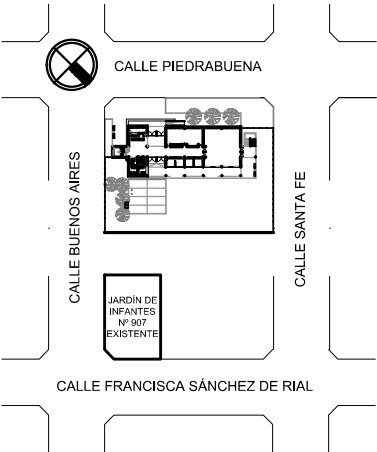 CALLE PIEDRABUENA
CALLE BUENOS AIRES
CALLE SANTA FE
JARDÍN DE
INFANTES
Nº 907
EXISTENTE
CALLE FRANCISCA SÁNCHEZ DE RIAL